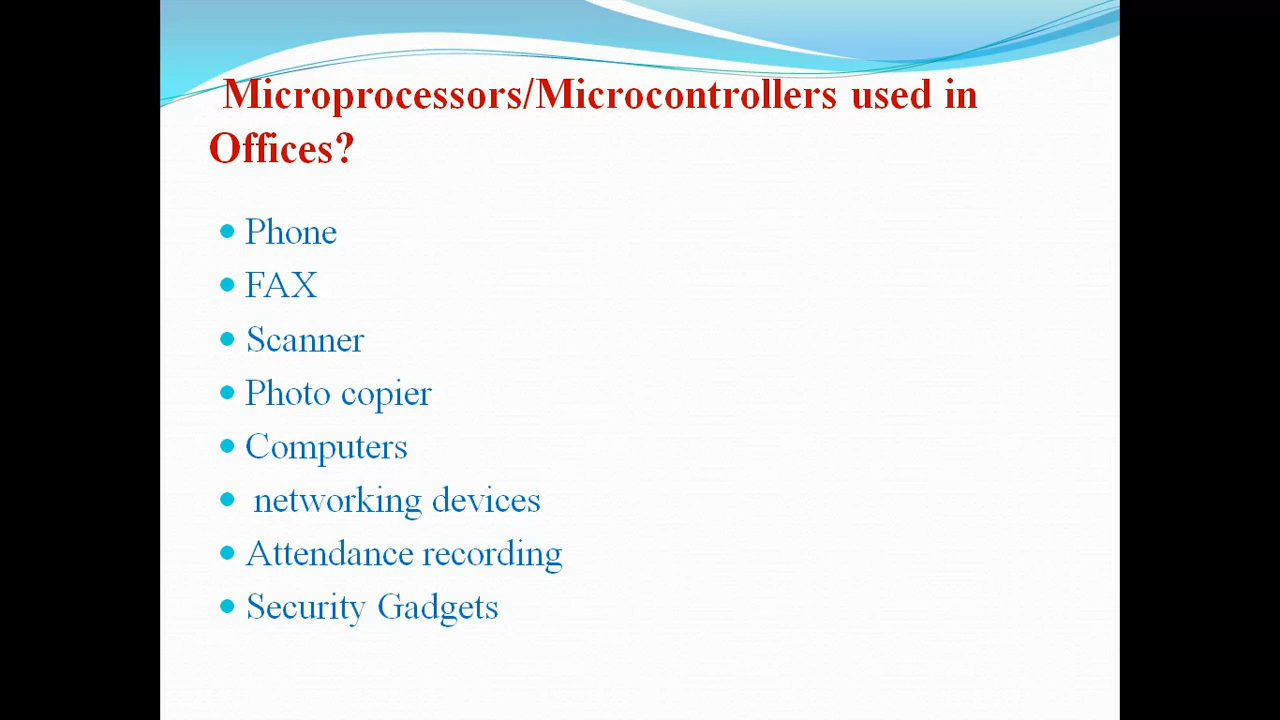 Microprocessors/Microcontrollers used in
Offices?
• Phone
• FAX
• Scanner
• Photo copier
• Computers
• networking devices
• Attendance recording
• Security Gadgets